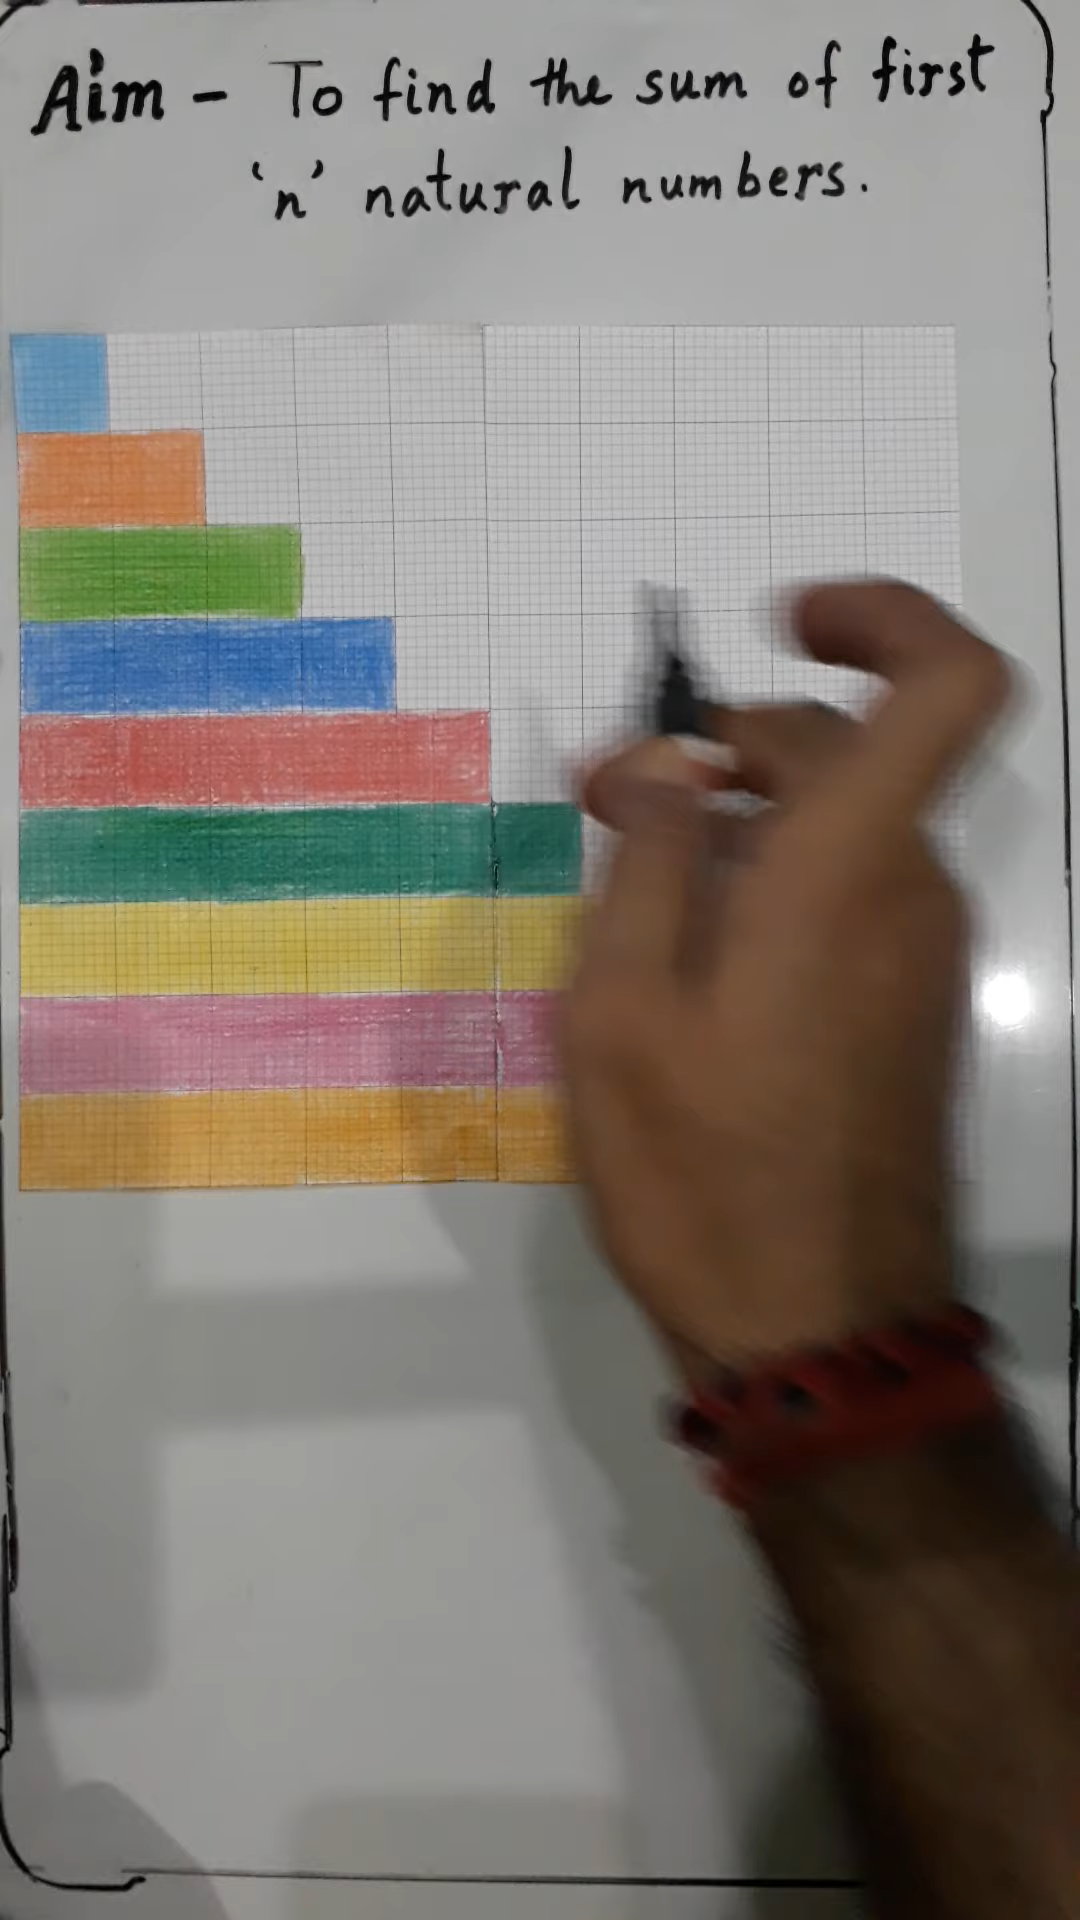 Aim - To find the sum of first
'n' natural numbers.